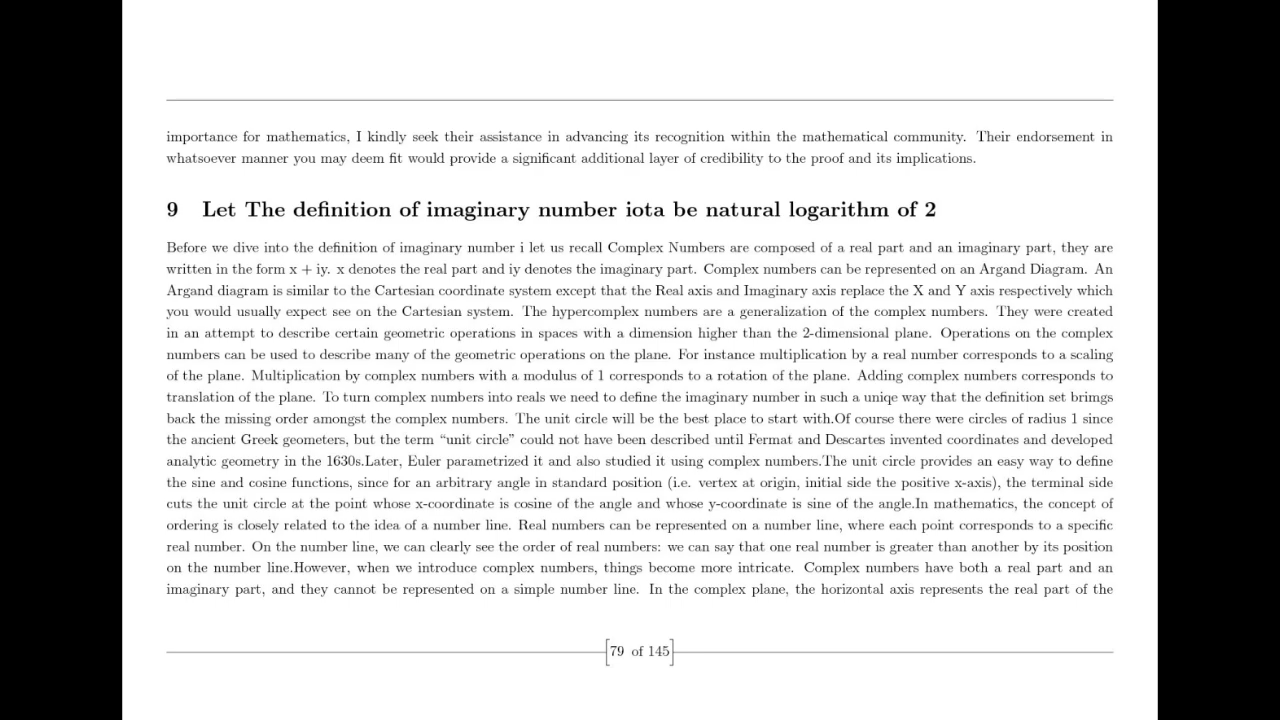 importance for mathematics, I kindly seek their assistance in advancing its recognition within the mathematical community. Their endorsement in
whatsoever manner you may deem fit would provide a significant additional layer of credibility to the proof and its implications.
9 Let The definition of imaginary number iota be natural logarithm of 2
Before we dive into the definition of imaginary number i let us recall Complex Numbers are composed of a real part and an imaginary part, they are
written in the form x + iy. x denotes the real part and iy denotes the imaginary part. Complex numbers can be represented on an Argand Diagram. An
Argand diagram is similar to the Cartesian coordinate system except that the Real axis and Imaginary axis replace the X and Y axis respectively which
you would usually expect see on the Cartesian system. The hypercomplex numbers are a generalization of the complex numbers. They were created
in an attempt to describe certain geometric operations in spaces with a dimension higher than the 2-dimensional plane. Operations on the complex
numbers can be used to describe many of the geometric operations on the plane. For instance multiplication by a real number corresponds to a scaling
of the plane. Multiplication by complex numbers with a modulus of 1 corresponds to a rotation of the plane. Adding complex numbers corresponds to
translation of the plane. To turn complex numbers into reals we need to define the imaginary number in such a uniqe way that the definition set brings
back the missing order amongst the complex numbers. The unit circle will be the best place to start with.Of course there were circles of radius 1 since
the ancient Greek geometers, but the term “unit circle” could not have been described until Fermat and Descartes invented coordinates and developed
analytic geometry in the 1630s.Later, Euler parametrized it and also studied it using complex numbers.The unit circle provides an easy way to define
the sine and cosine functions, since for an arbitrary angle in standard position (i.e. vertex at origin, initial side the positive x-axis), the terminal side
cuts the unit circle at the point whose x-coordinate is cosine of the angle and whose y-coordinate is sine of the angle.In mathematics, the concept of
ordering is closely related to the idea of a number line. Real numbers can be represented on a number line, where each point corresponds to a specific
real number. On the number line, we can clearly see the order of real numbers: we can say that one real number is greater than another by its position
on the number line.However, when we introduce complex numbers, things become more intricate. Complex numbers have both a real part and an
imaginary part, and they cannot be represented on a simple number line. In the complex plane, the horizontal axis represents the real part of the
[79 of 145]